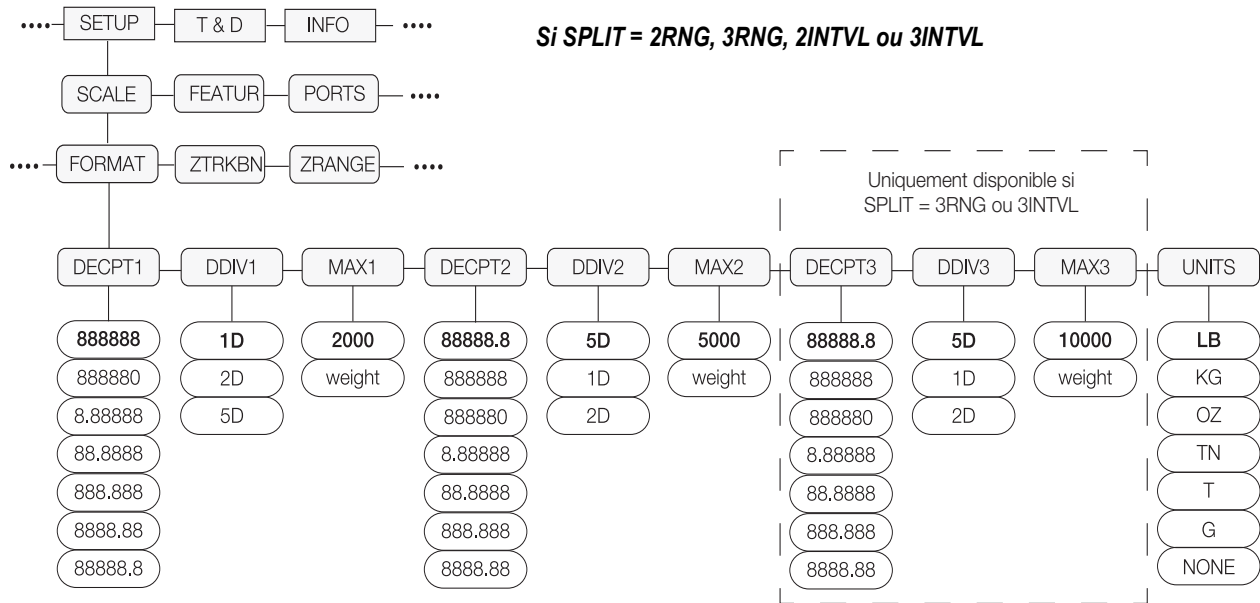 •••• SETUP T & D INFO ••••
Si SPLIT = 2RNG, 3RNG, 2INTVL ou 3INTVL
SCALE FEATUR PORTS ••••
•••• FORMAT ZTRKBN ZRANGE ••••
Uniquement disponible si
SPLIT = 3RNG ou 3INTVL
DECPT1 DDIV1 MAX1 DECPT2 DDIV2 MAX2 DECPT3 DDIV3 MAX3 UNITS
888888 1D 2000 88888.8 5D 5000 88888.8 5D 10000 LB
888880 2D weight 888888 1D weight 888888 1D weight KG
8.88888 5D 888880 2D 888880 2D OZ
88.8888 8.88888 8.88888 TN
888.888 88.8888 88.8888 T
8888.88 888.888 888.888 G
88888.8 8888.88 8888.88 NONE